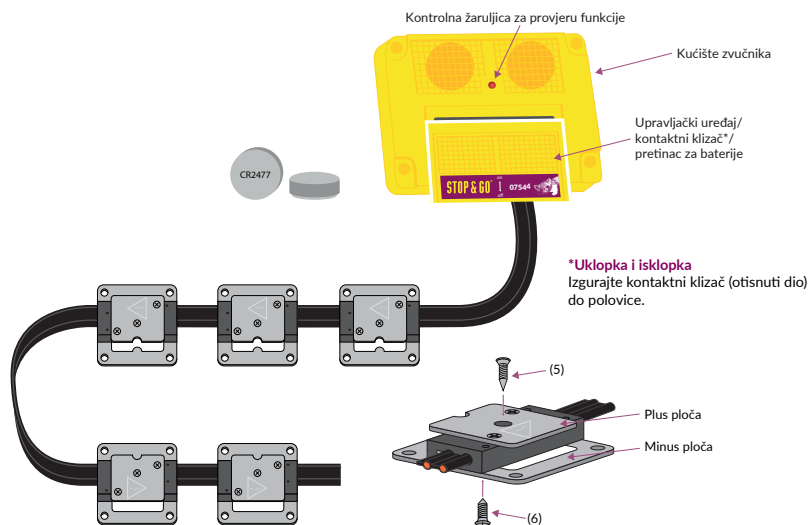 Kontrolna žaruljica za provjeru funkcije
Kućište zvučnika
Upravljački uređaj/
kontaktni klizač*/
pretinac za baterije
CR2477
STOP & GO® 07544
*Uklopka i isklopka
Izgurajte kontaktni klizač (otisnuti dio)
do polovice.
(5)
Plus ploča
Minus ploča
(6)